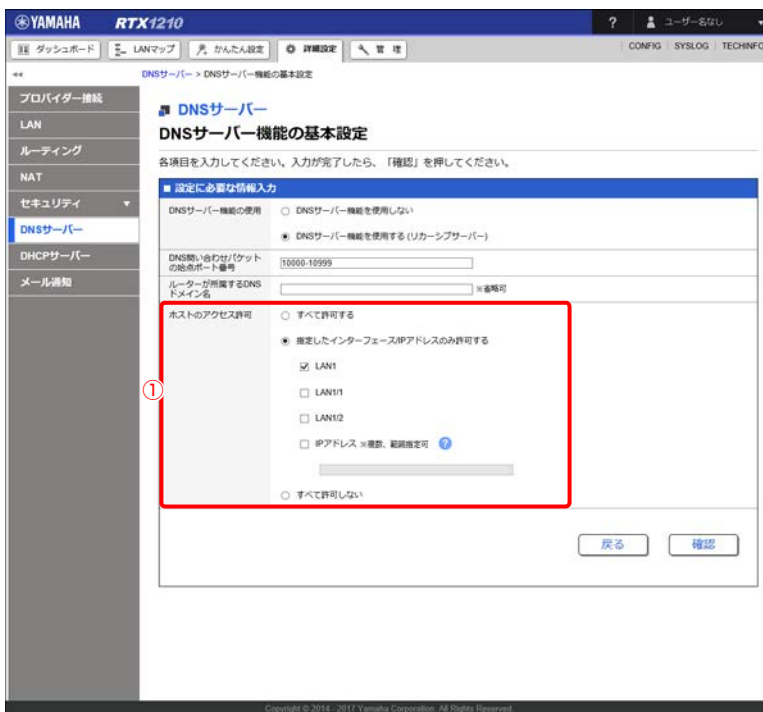 YAMAHA RTX1210 ? ユーザー名なし
ダッシュボード LANマップ かんたん設定 詳細設定 管理 CONFIG SYSLOG TECHINFO
DNSサーバー > DNSサーバー機能の基本設定
プロバイダー接続
LAN
ルーティング
NAT
セキュリティ
DNSサーバー
DHCPサーバー
メール通知
DNSサーバー
DNSサーバー機能の基本設定
各項目を入力してください。入力が完了したら、「確認」を押してください。
■ 設定に必要な情報入力
DNSサーバー機能の使用
DNSサーバー機能を使用しない
DNSサーバー機能を使用する(リカーシブサーバー)
DNS問い合わせパケット
の始点ポート番号
10000-10999
ルーターが所属するDNS
ドメイン名
※省略可
①
ホストのアクセス許可
すべて許可する
指定したインターフェース/IPアドレスのみ許可する
LAN1
LAN1/1
LAN1/2
IPアドレス ※複数、範囲指定可 ?
すべて許可しない
戻る 確認
Copyright © 2014 - 2017 Yamaha Corporation. All Rights Reserved.